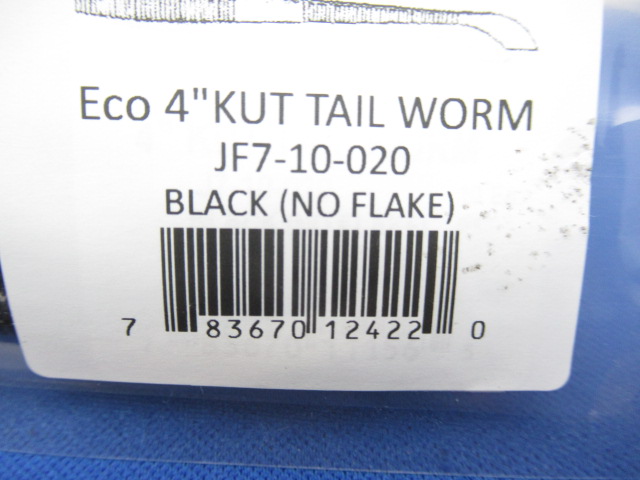 Eco 4"KUT TAIL WORM
JF7-10-020
BLACK (NO FLAKE)
7 83670 12422 0